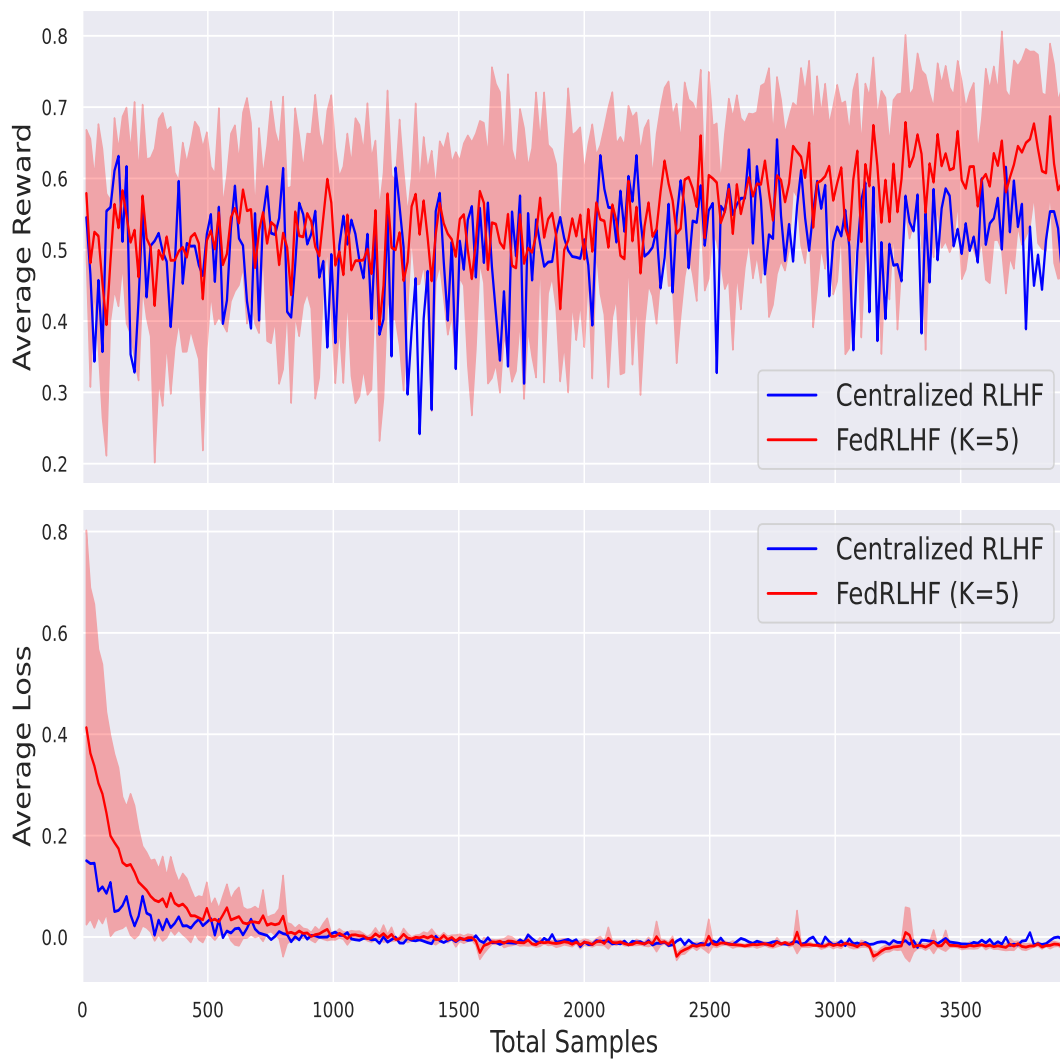 0.8
0.7
0.6
0.5
0.4
0.3
0.2
Average Reward
Centralized RLHF
FedRLHF (K=5)
0.8
0.6
0.4
0.2
0.0
Average Loss
Centralized RLHF
FedRLHF (K=5)
0 500 1000 1500 2000 2500 3000 3500
Total Samples